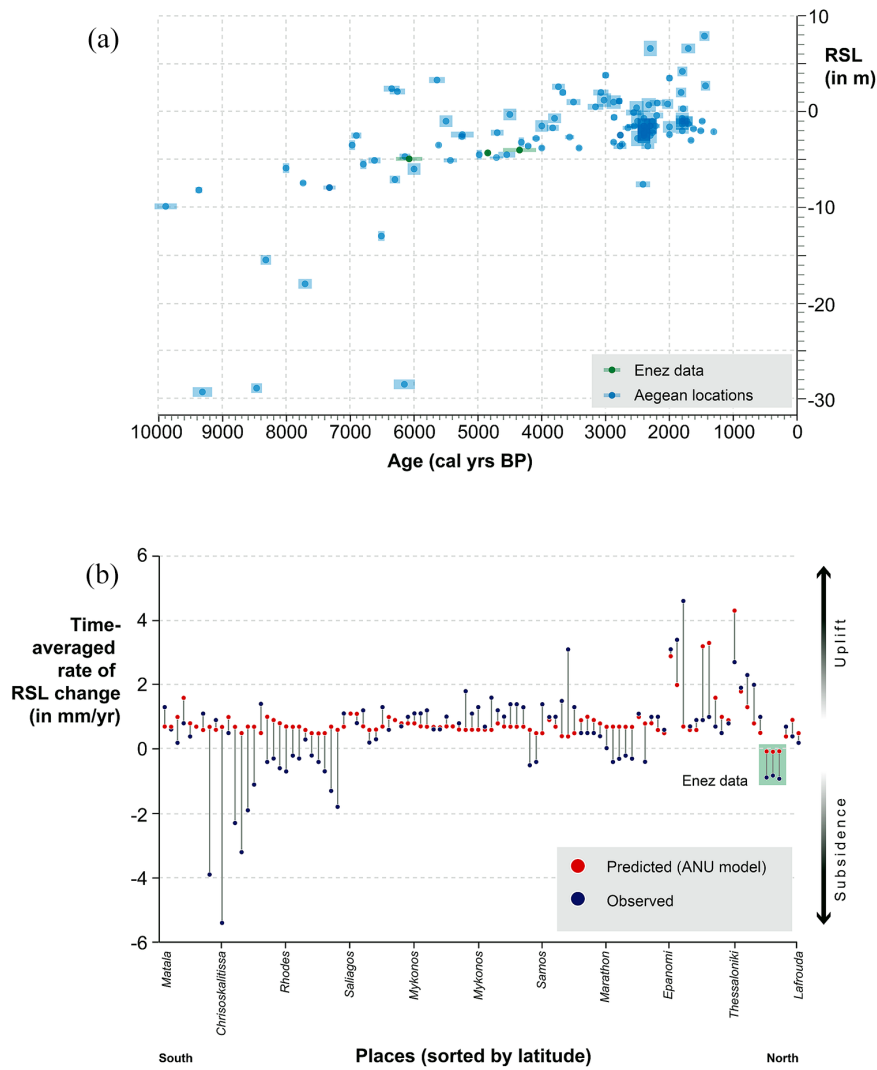 (a)
10
RSL
(in m)
0
-10
-20
-30
Enez data
Aegean locations
10000 9000 8000 7000 6000 5000 4000 3000 2000 1000 0
Age (cal yrs BP)
(b)
6
4
2
0
-2
-4
-6
Time-
averaged
rate of
RSL change
(in mm/yr)
Uplift
Subsidence
Enez data
Predicted (ANU model)
Observed
Matala
Chrisoskalitissa
Rhodes
Saliagos
Mykonos
Mykonos
Samos
Marathon
Epanomi
Thessaloniki
Lafrouda
South
Places (sorted by latitude)
North